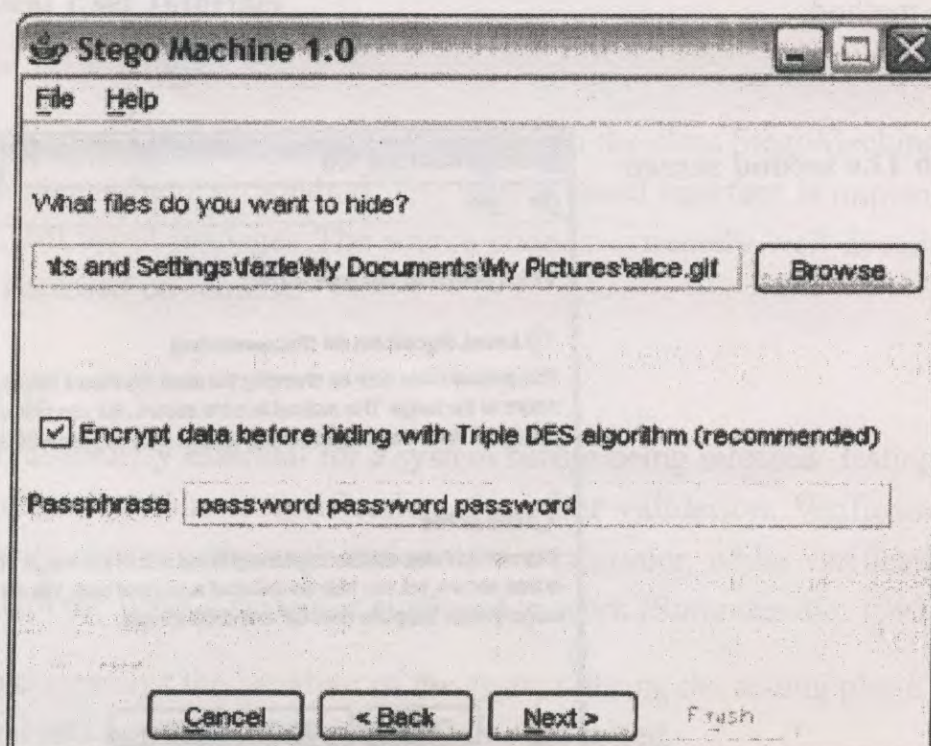 Stego Machine 1.0
File Help
What files do you want to hide?
nts and Settings\fazle\My Documents\My Pictures\alice.gif Browse
Encrypt data before hiding with Triple DES algorithm (recommended)
Passphrase password password password
Cancel < Back Next > Finish